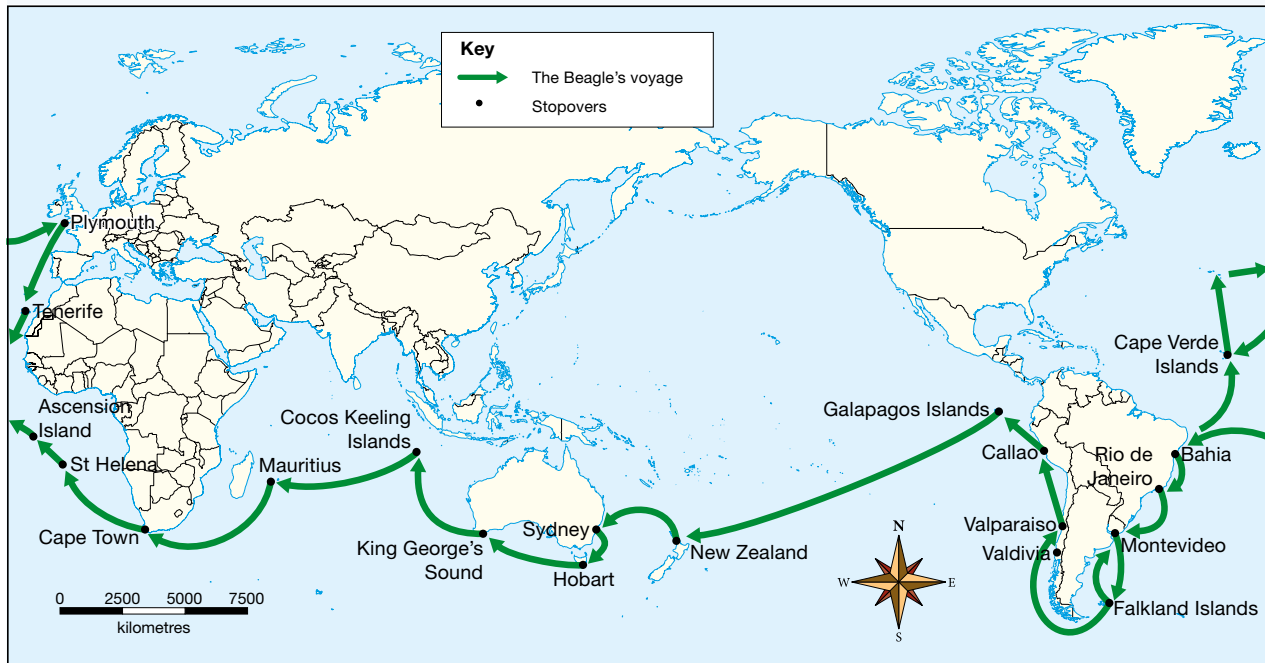 Key
The Beagle's voyage
Stopovers
Plymouth
Tenerife
Cape Verde
Islands
Ascension
Island
Cocos Keeling
Islands
Galapagos Islands
St Helena
Mauritius
Callao
Rio de
Janeiro
Bahia
Cape Town
King George's
Sound
Sydney
Hobart
New Zealand
Valparaiso
Valdivia
Montevideo
Falkland Islands
N
W E
S
0 2500 5000 7500
kilometres